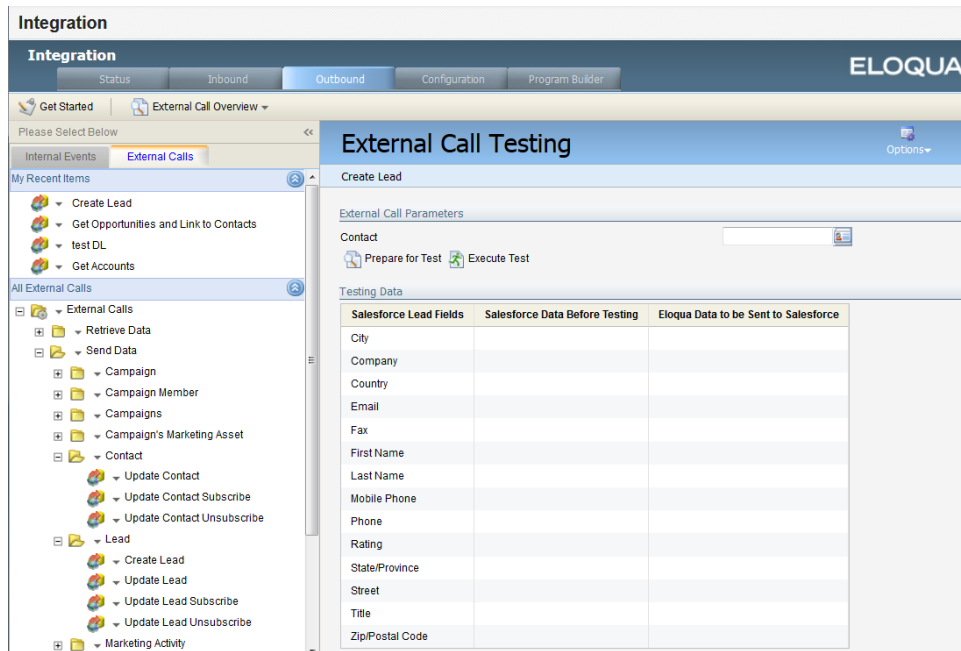 Integration
Integration
ELOQUA
Status Inbound Outbound Configuration Program Builder
Get Started External Call Overview
Please Select Below
Internal Events External Calls
My Recent Items
Create Lead
Get Opportunities and Link to Contacts
test DL
Get Accounts
All External Calls
External Calls
Retrieve Data
Send Data
Campaign
Campaign Member
Campaigns
Campaign's Marketing Asset
Contact
Update Contact
Update Contact Subscribe
Update Contact Unsubscribe
Lead
Create Lead
Update Lead
Update Lead Subscribe
Update Lead Unsubscribe
Marketing Activity
External Call Testing
Options
Create Lead
External Call Parameters
Contact
Prepare for Test Execute Test
Testing Data
Salesforce Lead Fields Salesforce Data Before Testing Eloqua Data to be Sent to Salesforce
City
Company
Country
Email
Fax
First Name
Last Name
Mobile Phone
Phone
Rating
State/Province
Street
Title
Zip/Postal Code